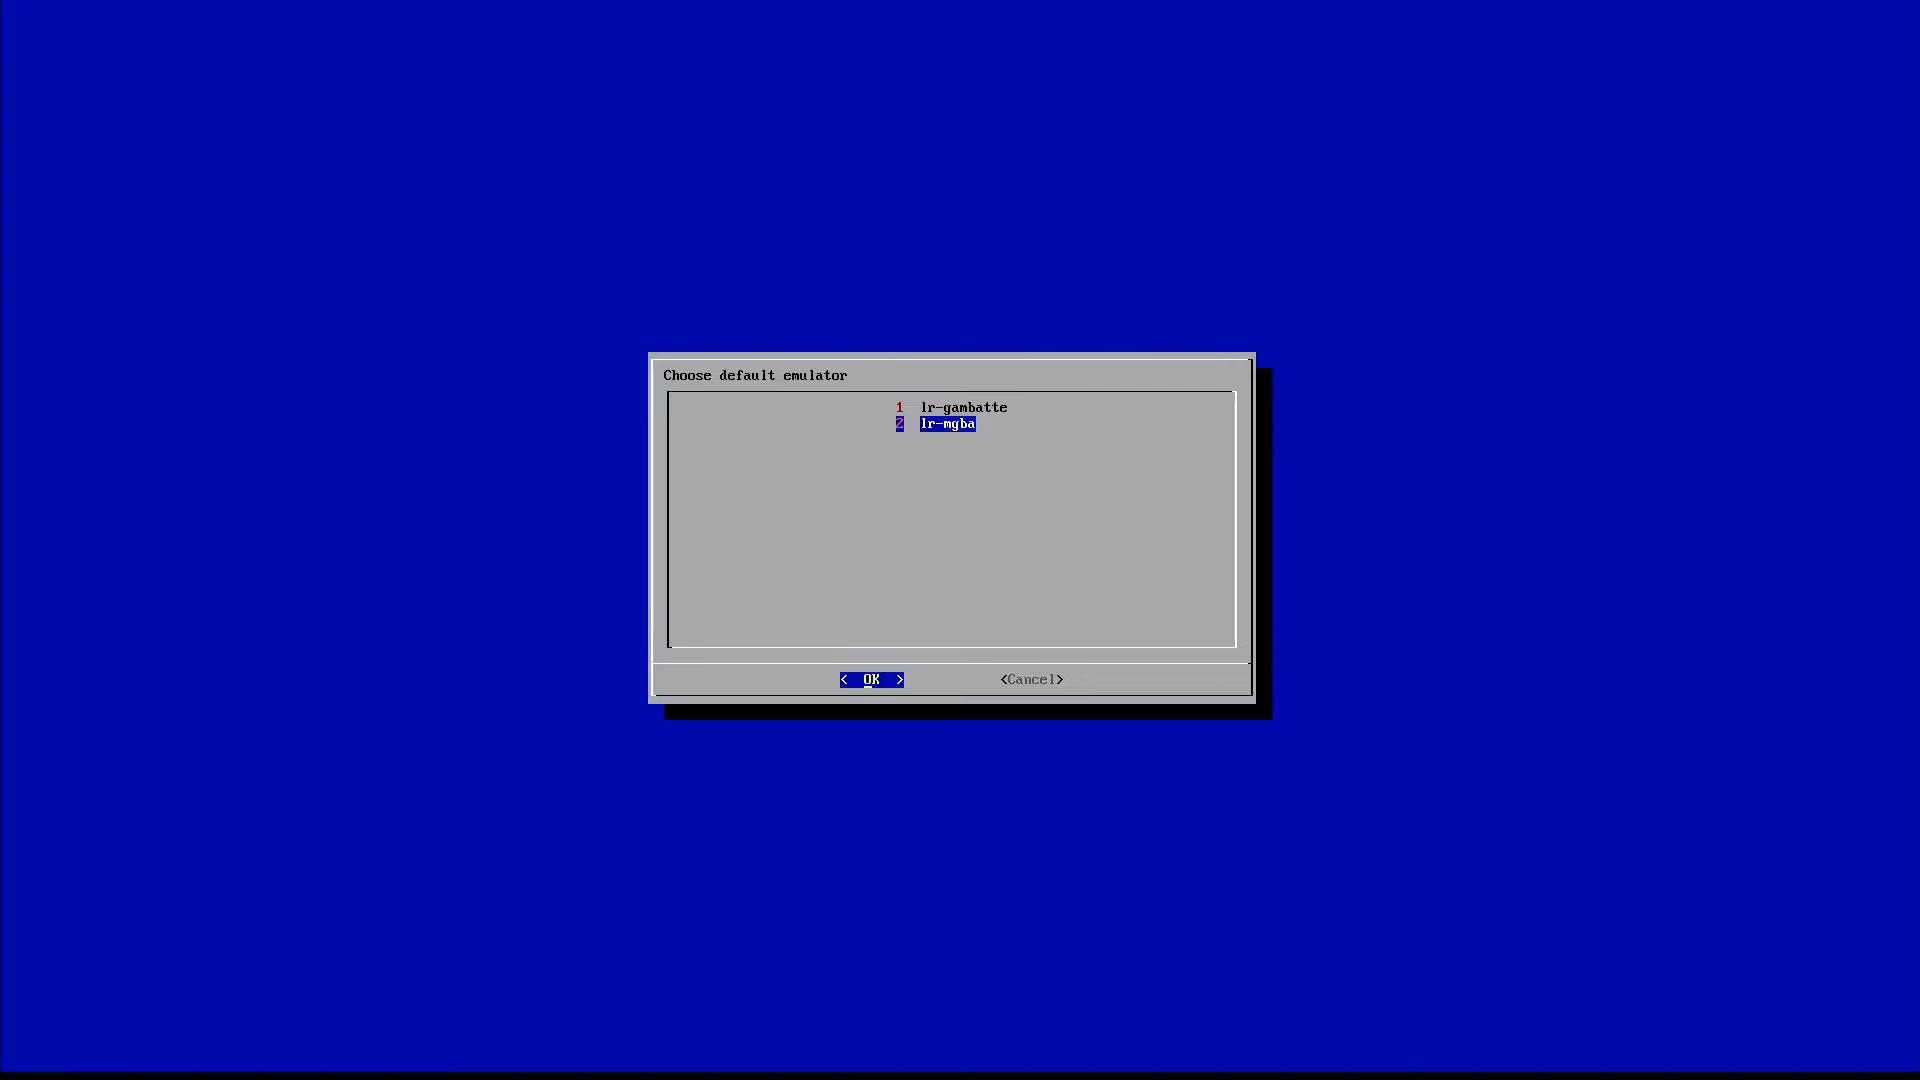 Choose default emulator
1 lr-gambatte
2 lr-mgba
< OK > <Cancel>